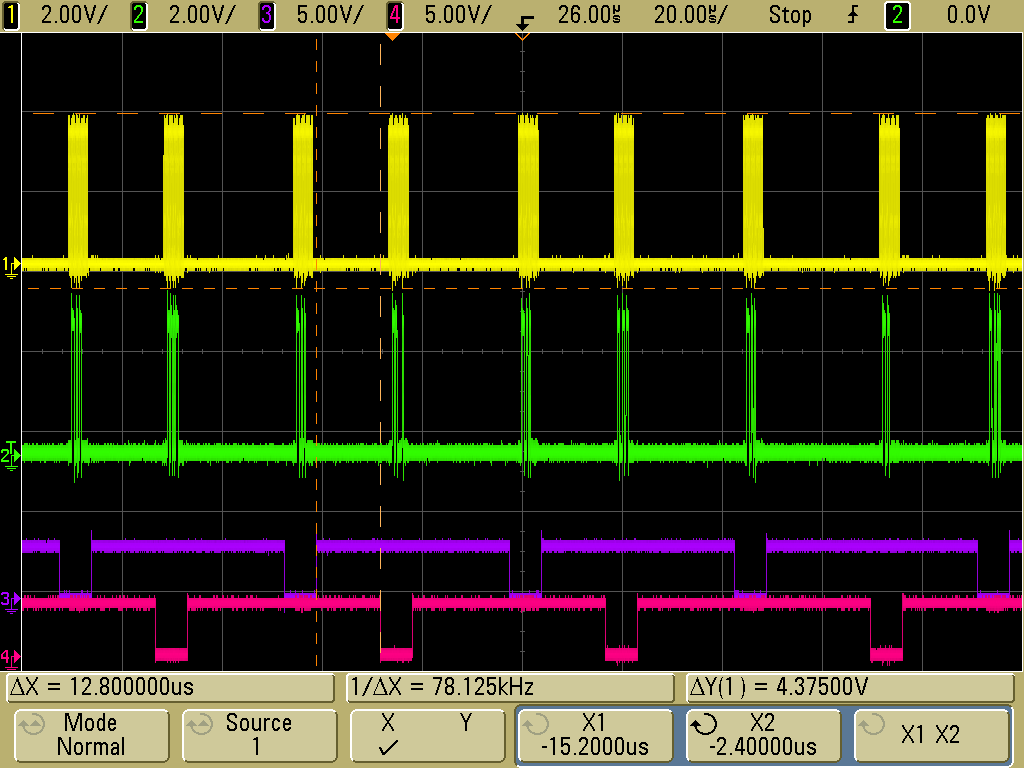 1 2.00V/ 2 2.00V/ 3 5.00V/ 4 5.00V/ 26.00µs 20.00µs/ Stop 2 0.0V
1
2
T
3
4
ΔX = 12.800000us 1/ΔX = 78.125kHz ΔY(1) = 4.37500V
Mode
Normal
Source
1
X Y
✓
X1
-15.2000us
X2
-2.40000us
X1 X2